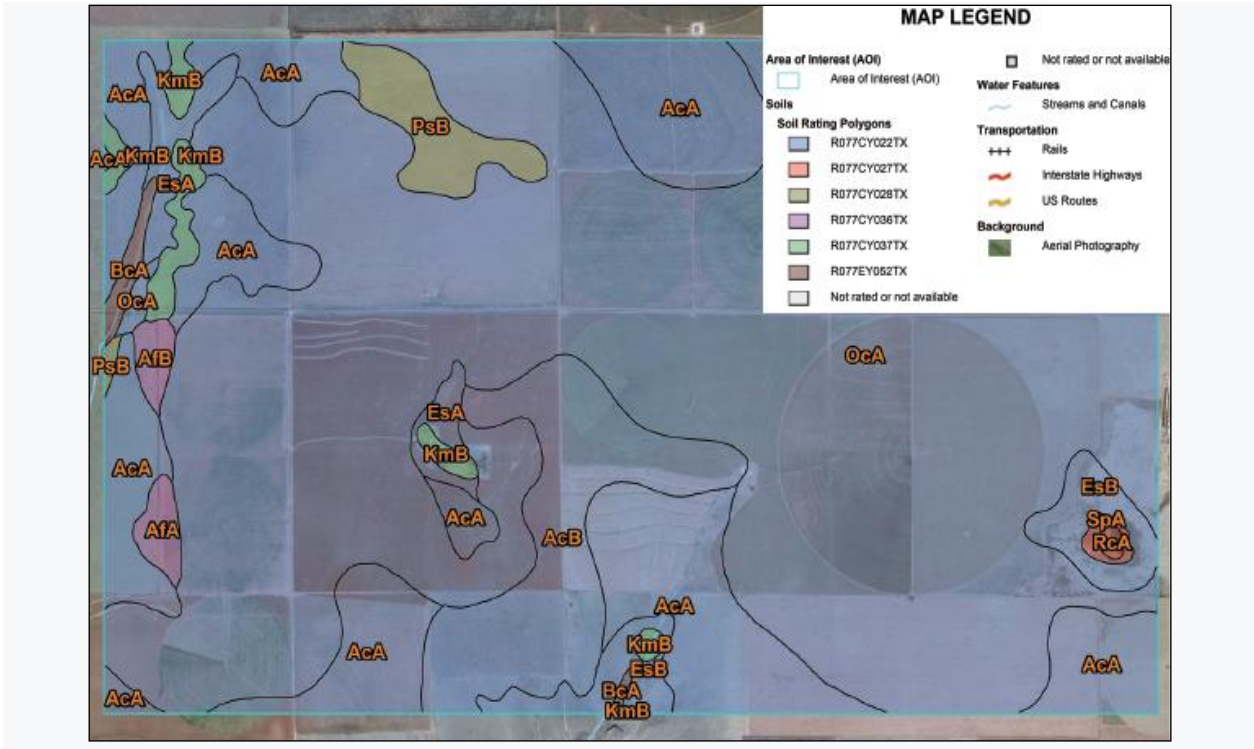 MAP LEGEND
Area of Interest (AOI)
Area of Interest (AOI)
Soils
Soil Rating Polygons
R077CY022TX
R077CY027TX
R077CY028TX
R077CY036TX
R077CY037TX
R077EY052TX
Not rated or not available
Not rated or not available
Water Features
Streams and Canals
Transportation
Rails
Interstate Highways
US Routes
Background
Aerial Photography
KmB
AcA
AcA
AcA
PsB
AcA
KmB
KmB
EsA
AcA
BcA
OcA
PsB
AfB
OcA
EsA
KmB
AcA
AfA
AcA
AcB
EsB
SpA
RcA
AcA
KmB
EsB
BcA
KmB
AcA
AcA
AcA
AcA